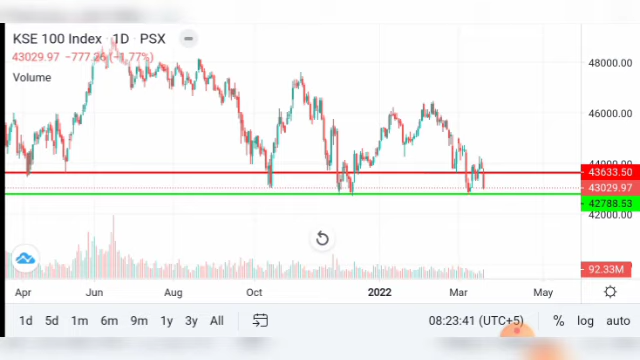 KSE 100 Index · 1D · PSX
43029.97 −777.26 (−1.77%)
Volume
48000.00
46000.00
44000.00
43633.50
43029.97
42788.53
42000.00
92.33M
Apr Jun Aug Oct 2022 Mar May
1d 5d 1m 6m 9m 1y 3y All 08:23:41 (UTC+5) % log auto